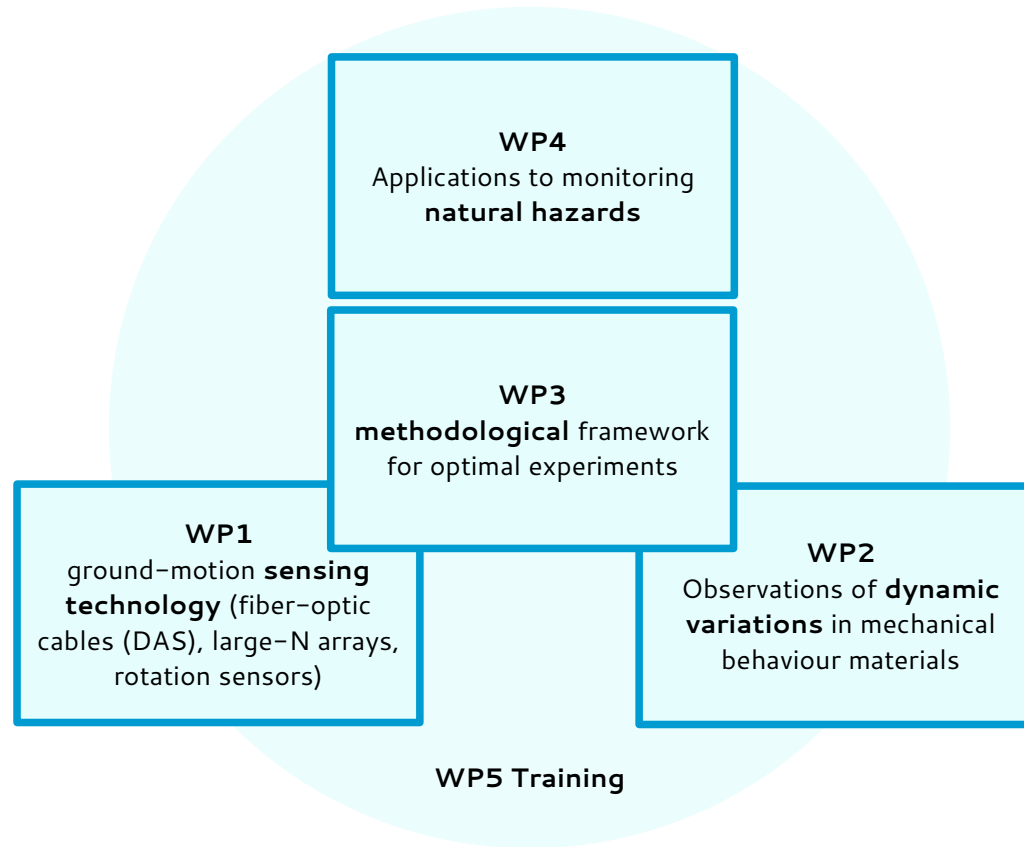 WP4
Applications to monitoring
natural hazards
WP3
methodological framework
for optimal experiments
WP1
ground-motion sensing
technology (fiber-optic
cables (DAS), large-N arrays,
rotation sensors)
WP2
Observations of dynamic
variations in mechanical
behaviour materials
WP5 Training